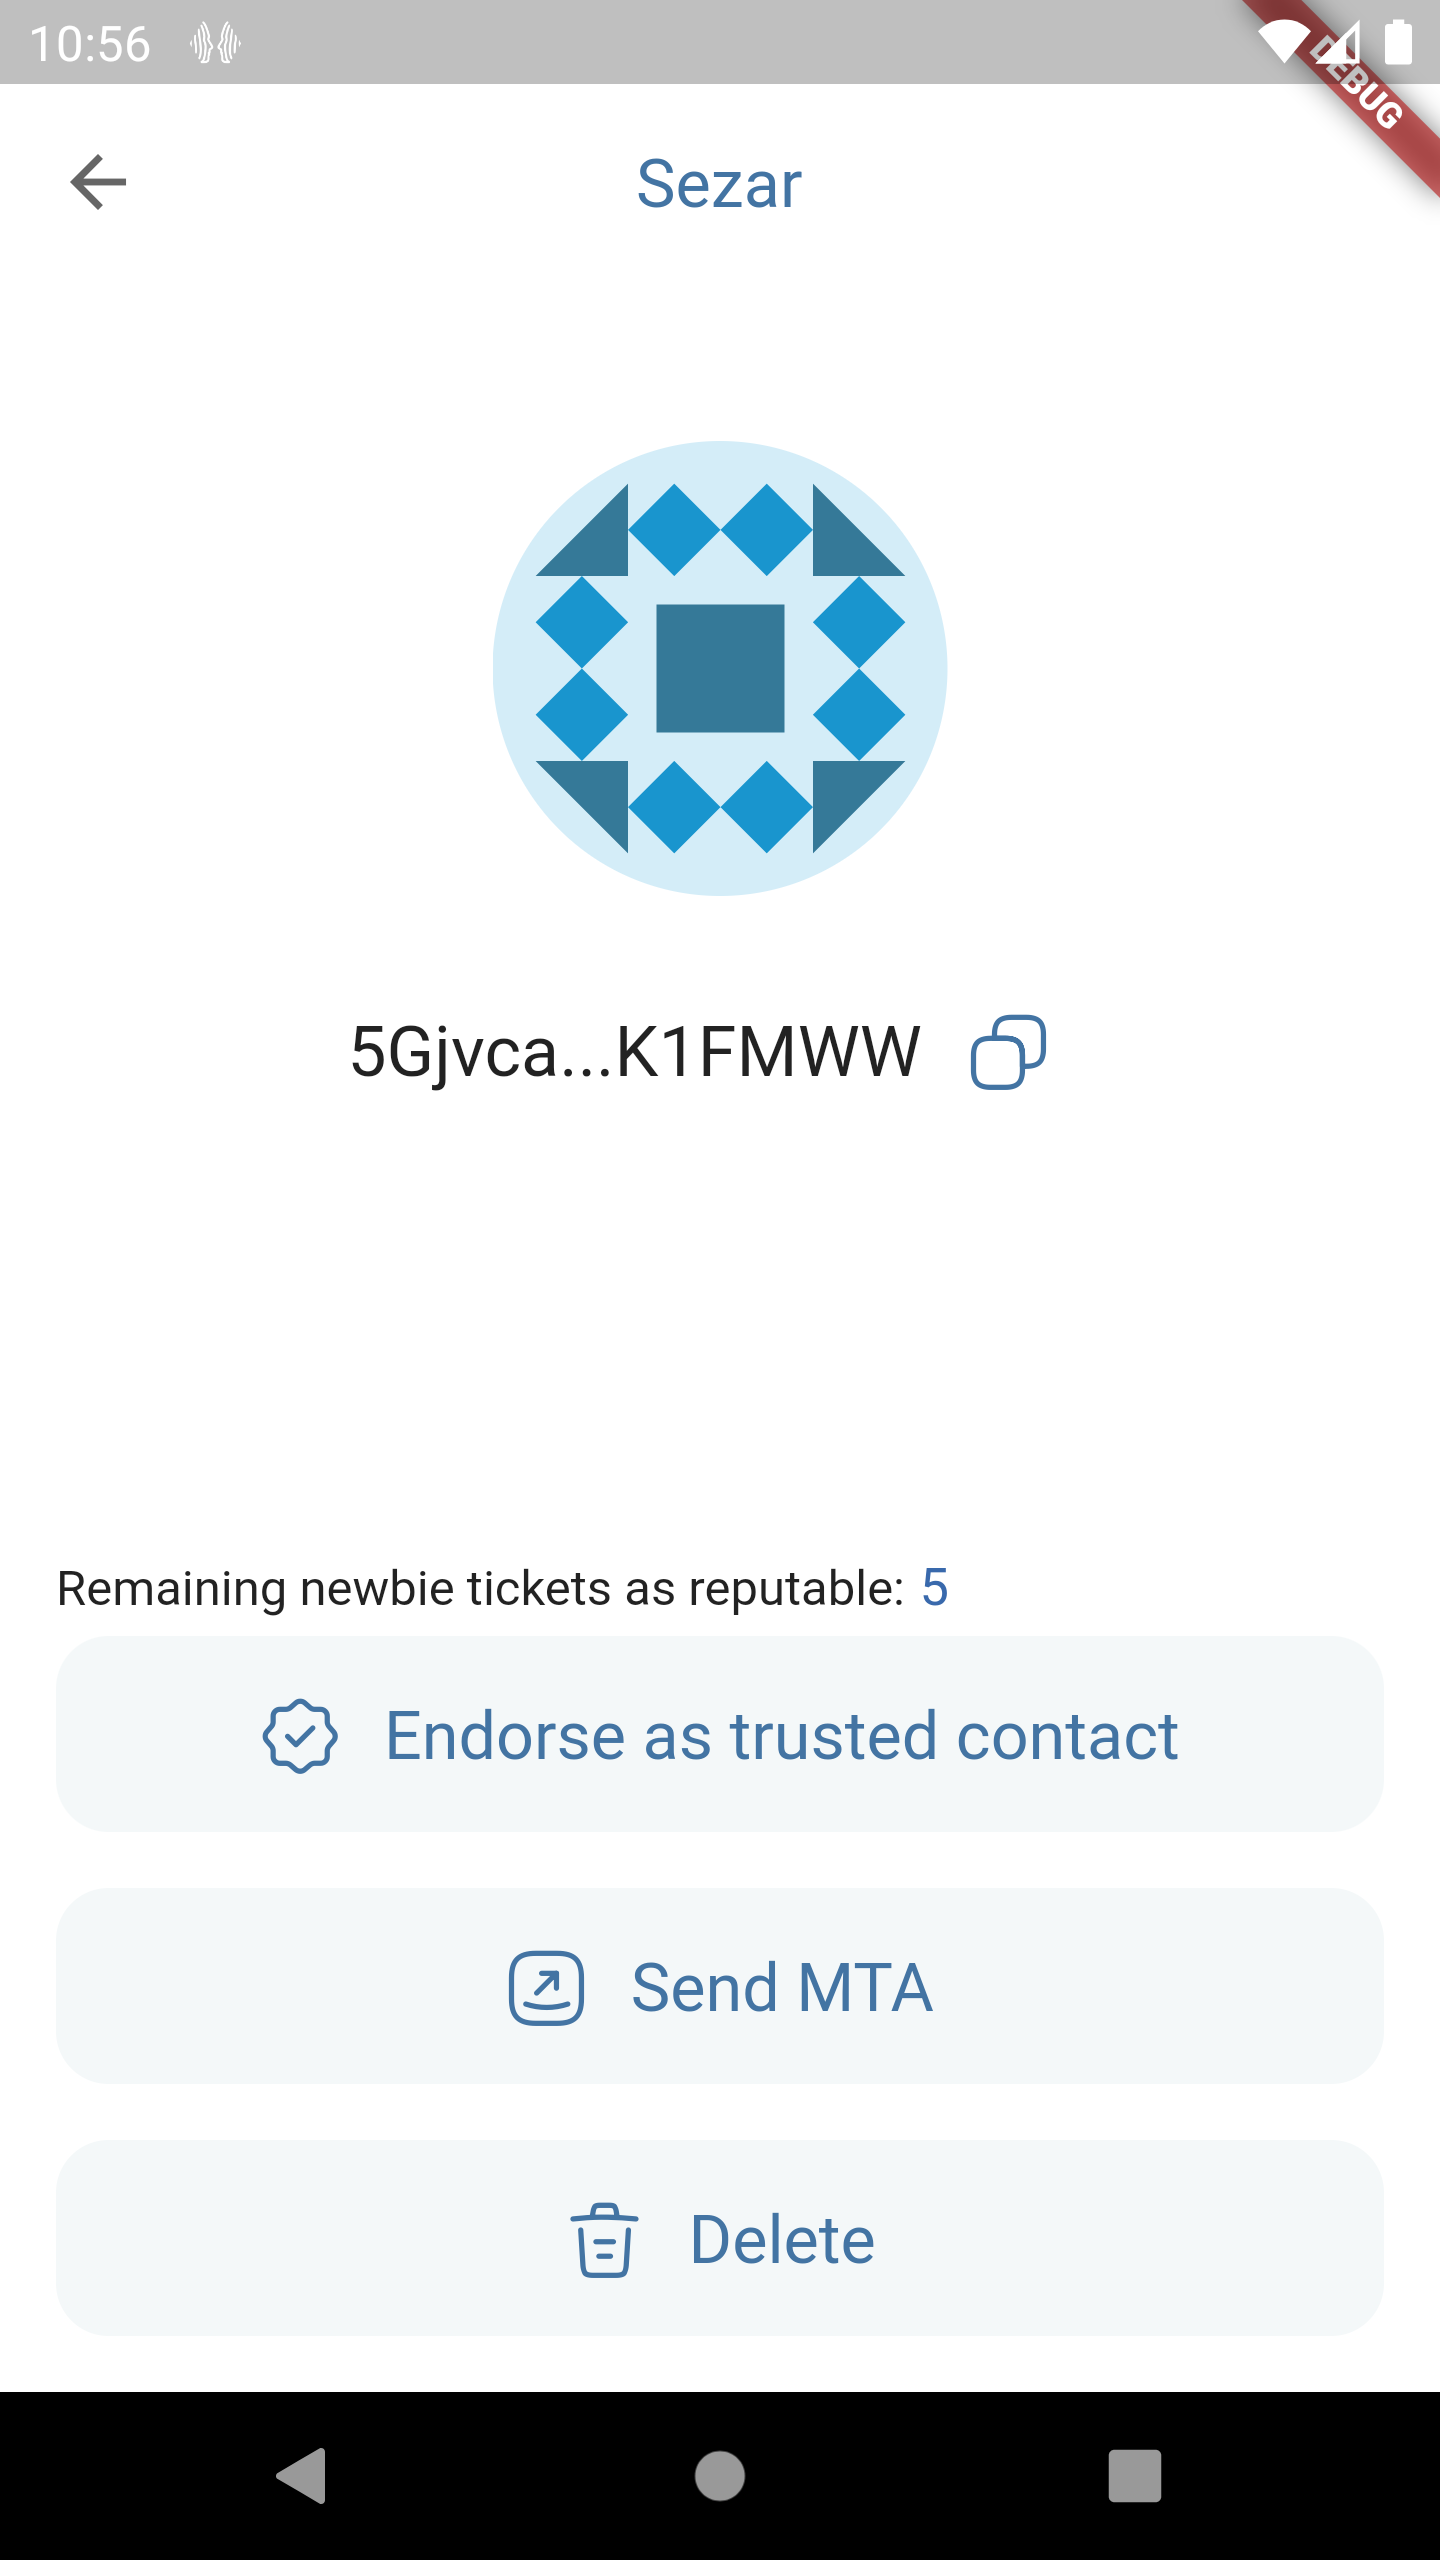 10:56
DEBUG
Sezar
5Gjvca...K1FMWW
Remaining newbie tickets as reputable: 5
Endorse as trusted contact
Send MTA
Delete